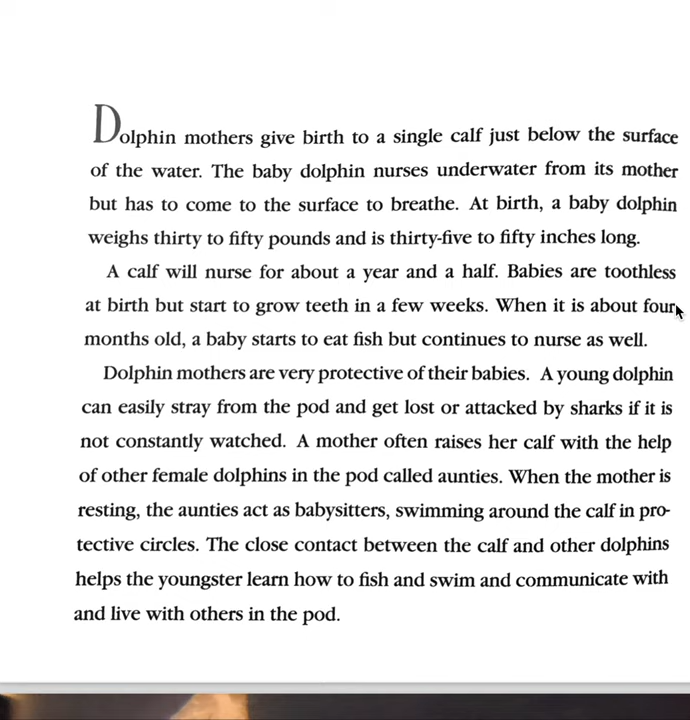 Dolphin mothers give birth to a single calf just below the surface
of the water. The baby dolphin nurses underwater from its mother
but has to come to the surface to breathe. At birth, a baby dolphin
weighs thirty to fifty pounds and is thirty-five to fifty inches long.
A calf will nurse for about a year and a half. Babies are toothless
at birth but start to grow teeth in a few weeks. When it is about four
months old, a baby starts to eat fish but continues to nurse as well.
Dolphin mothers are very protective of their babies. A young dolphin
can easily stray from the pod and get lost or attacked by sharks if it is
not constantly watched. A mother often raises her calf with the help
of other female dolphins in the pod called aunties. When the mother is
resting, the aunties act as babysitters, swimming around the calf in pro-
tective circles. The close contact between the calf and other dolphins
helps the youngster learn how to fish and swim and communicate with
and live with others in the pod.